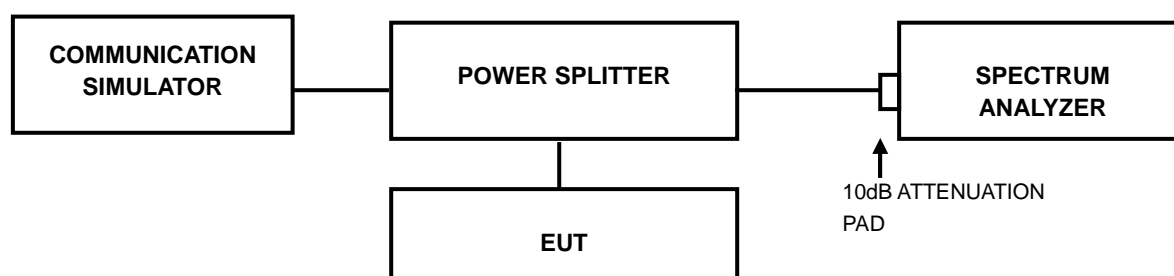 COMMUNICATION
SIMULATOR
POWER SPLITTER
SPECTRUM
ANALYZER
10dB ATTENUATION
PAD
EUT